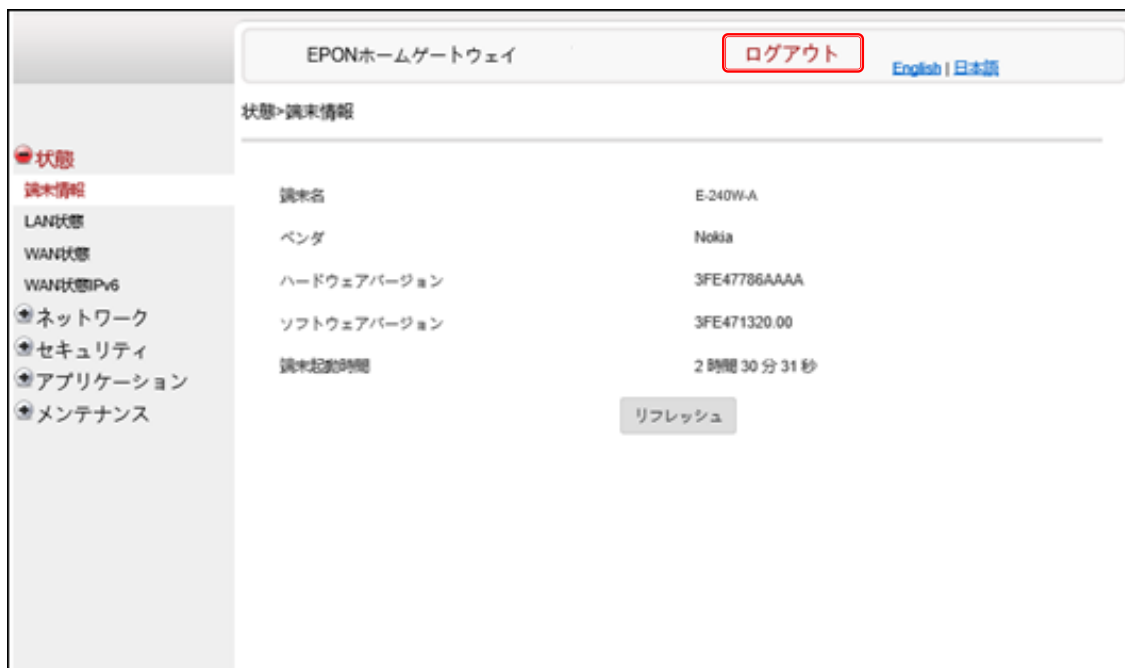 EPONホームゲートウェイ ログアウト English | 日本語
状態>端末情報
状態
端末情報
LAN状態
WAN状態
WAN状態IPv6
ネットワーク
セキュリティ
アプリケーション
メンテナンス
端末名 E-240W-A
ベンダ Nokia
ハードウェアバージョン 3FE47786AAAA
ソフトウェアバージョン 3FE471320.00
端末起動時間 2 時間 30 分 31 秒
リフレッシュ